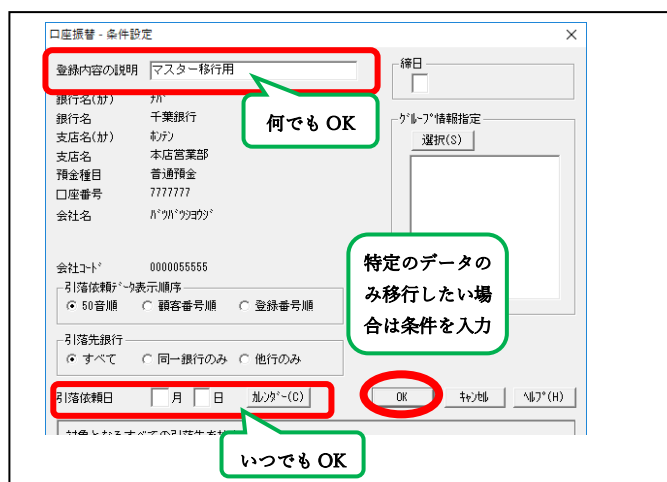 口座振替 - 条件設定
登録内容の説明 マスター移行用
締日
銀行名(ｶﾅ) ﾁﾊﾞ
銀行名 千葉銀行
支店名(ｶﾅ) ﾎﾝﾃﾝ
支店名 本店営業部
預金種目 普通預金
口座番号 7777777
会社名 ﾊﾞﾂﾊﾞﾂｼﾖｳｼﾞ
何でも OK
ｸﾞﾙｰﾌﾟ情報指定
選択(S)
会社ｺｰﾄﾞ 0000055555
引落依頼ﾃﾞｰﾀ表示順序
50音順 顧客番号順 登録番号順
特定のデータの
み移行したい場
合は条件を入力
引落先銀行
すべて 同一銀行のみ 他行のみ
引落依頼日 月 日 ｶﾚﾝﾀﾞｰ(C)
OK ｷｬﾝｾﾙ ﾍﾙﾌﾟ(H)
いつでも OK